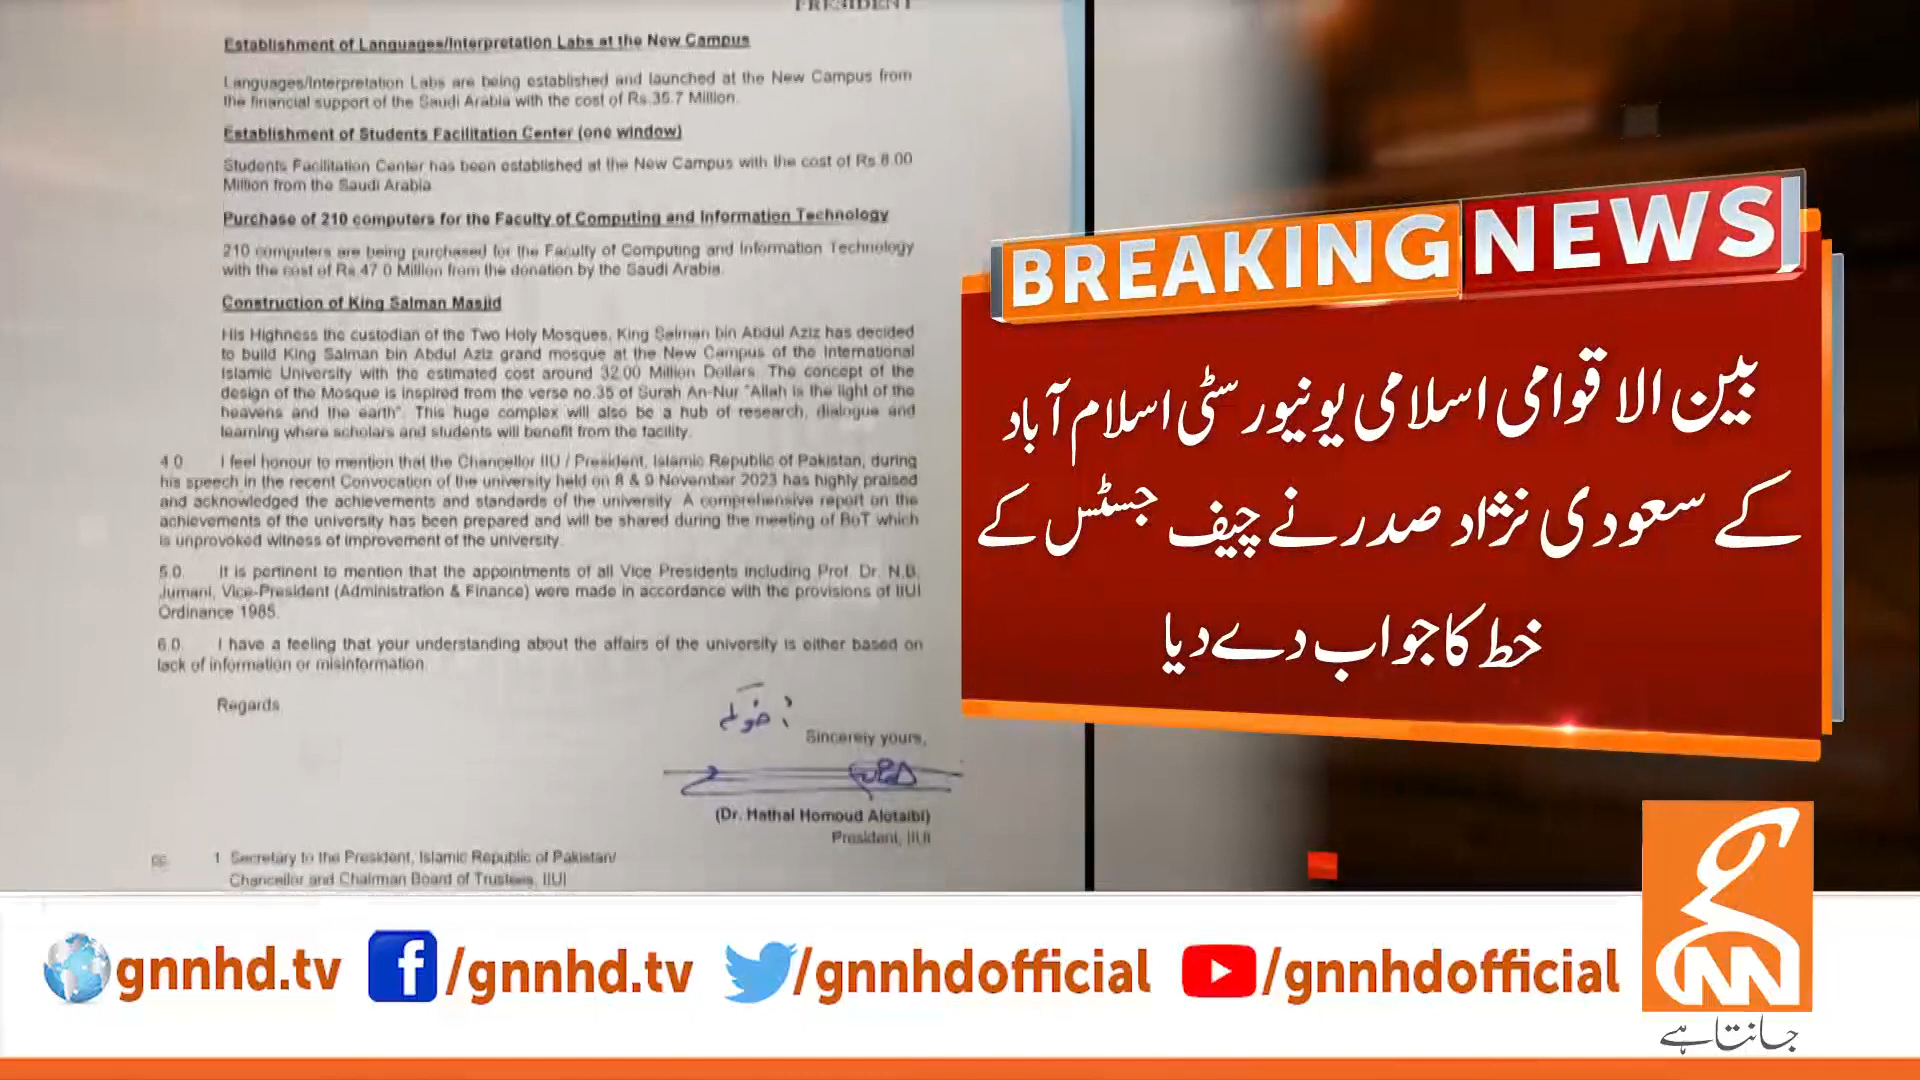 PRESIDENT
Establishment of Languages/Interpretation Labs at the New Campus
Languages/Interpretation Labs are being established and launched at the New Campus from
the financial support of the Saudi Arabia with the cost of Rs.35.7 Million.
Establishment of Students Facilitation Center (one window)
Students Facilitation Center has been established at the New Campus with the cost of Rs.8.00
Million from the Saudi Arabia
Purchase of 210 computers for the Faculty of Computing and Information Technology
210 computers are being purchased for the Faculty of Computing and Information Technology
with the cost of Rs.47.0 Million from the donation by the Saudi Arabia.
Construction of King Salman Masjid
His Highness the custodian of the Two Holy Mosques, King Salman bin Abdul Aziz has decided
to build King Salman bin Abdul Aziz grand mosque at the New Campus of the International
Islamic University with the estimated cost around 32.00 Million Dollars. The concept of the
design of the Mosque is inspired from the verse no.35 of Surah An-Nur "Allah is the light of the
heavens and the earth". This huge complex will also be a hub of research, dialogue and
learning where scholars and students will benefit from the facility.
4.0 I feel honour to mention that the Chancellor IIU / President, Islamic Republic of Pakistan, during
his speech in the recent Convocation of the university held on 8 & 9 November 2023 has highly praised
and acknowledged the achievements and standards of the university. A comprehensive report on the
achievements of the university has been prepared and will be shared during the meeting of BoT which
is unprovoked witness of improvement of the university.
5.0. It is pertinent to mention that the appointments of all Vice Presidents including Prof. Dr. N.B.
Jumani, Vice-President (Administration & Finance) were made in accordance with the provisions of IIUI
Ordinance 1985.
6.0. I have a feeling that your understanding about the affairs of the university is either based on
lack of information or misinformation.
Regards
Sincerely yours,
(Dr. Hathal Homoud Alotaibi)
President, IIUI
cc.
1 Secretary to the President, Islamic Republic of Pakistan/
Chancellor and Chairman Board of Trustees, IIUI
BREAKING NEWS
بین الاقوامی اسلامی یونیورسٹی اسلام آباد
کے سعودی نژاد صدر نے چیف جسٹس کے
خط کا جواب دے دیا
gnnhd.tv /gnnhd.tv /gnnhdofficial /gnnhdofficial
GNN
جانتا ہے